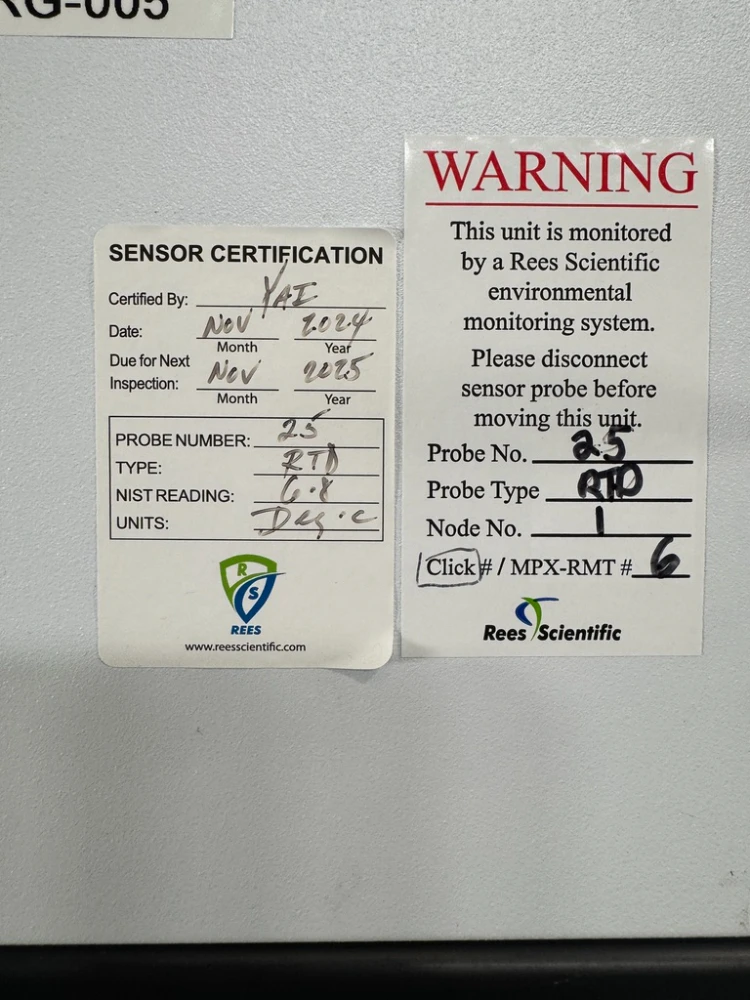 RG-005
SENSOR CERTIFICATION
Certified By: YAI
Date: Nov 2024
Month Year
Due for Next
Inspection: Nov 2025
Month Year
PROBE NUMBER: 25
TYPE: RTD
NIST READING: 6.8
UNITS: Deg.c
R
S
REES
www.reesscientific.com
WARNING
This unit is monitored
by a Rees Scientific
environmental
monitoring system.
Please disconnect
sensor probe before
moving this unit.
Probe No. 25
Probe Type RTD
Node No. 1
Click # / MPX-RMT # 6
Rees Scientific